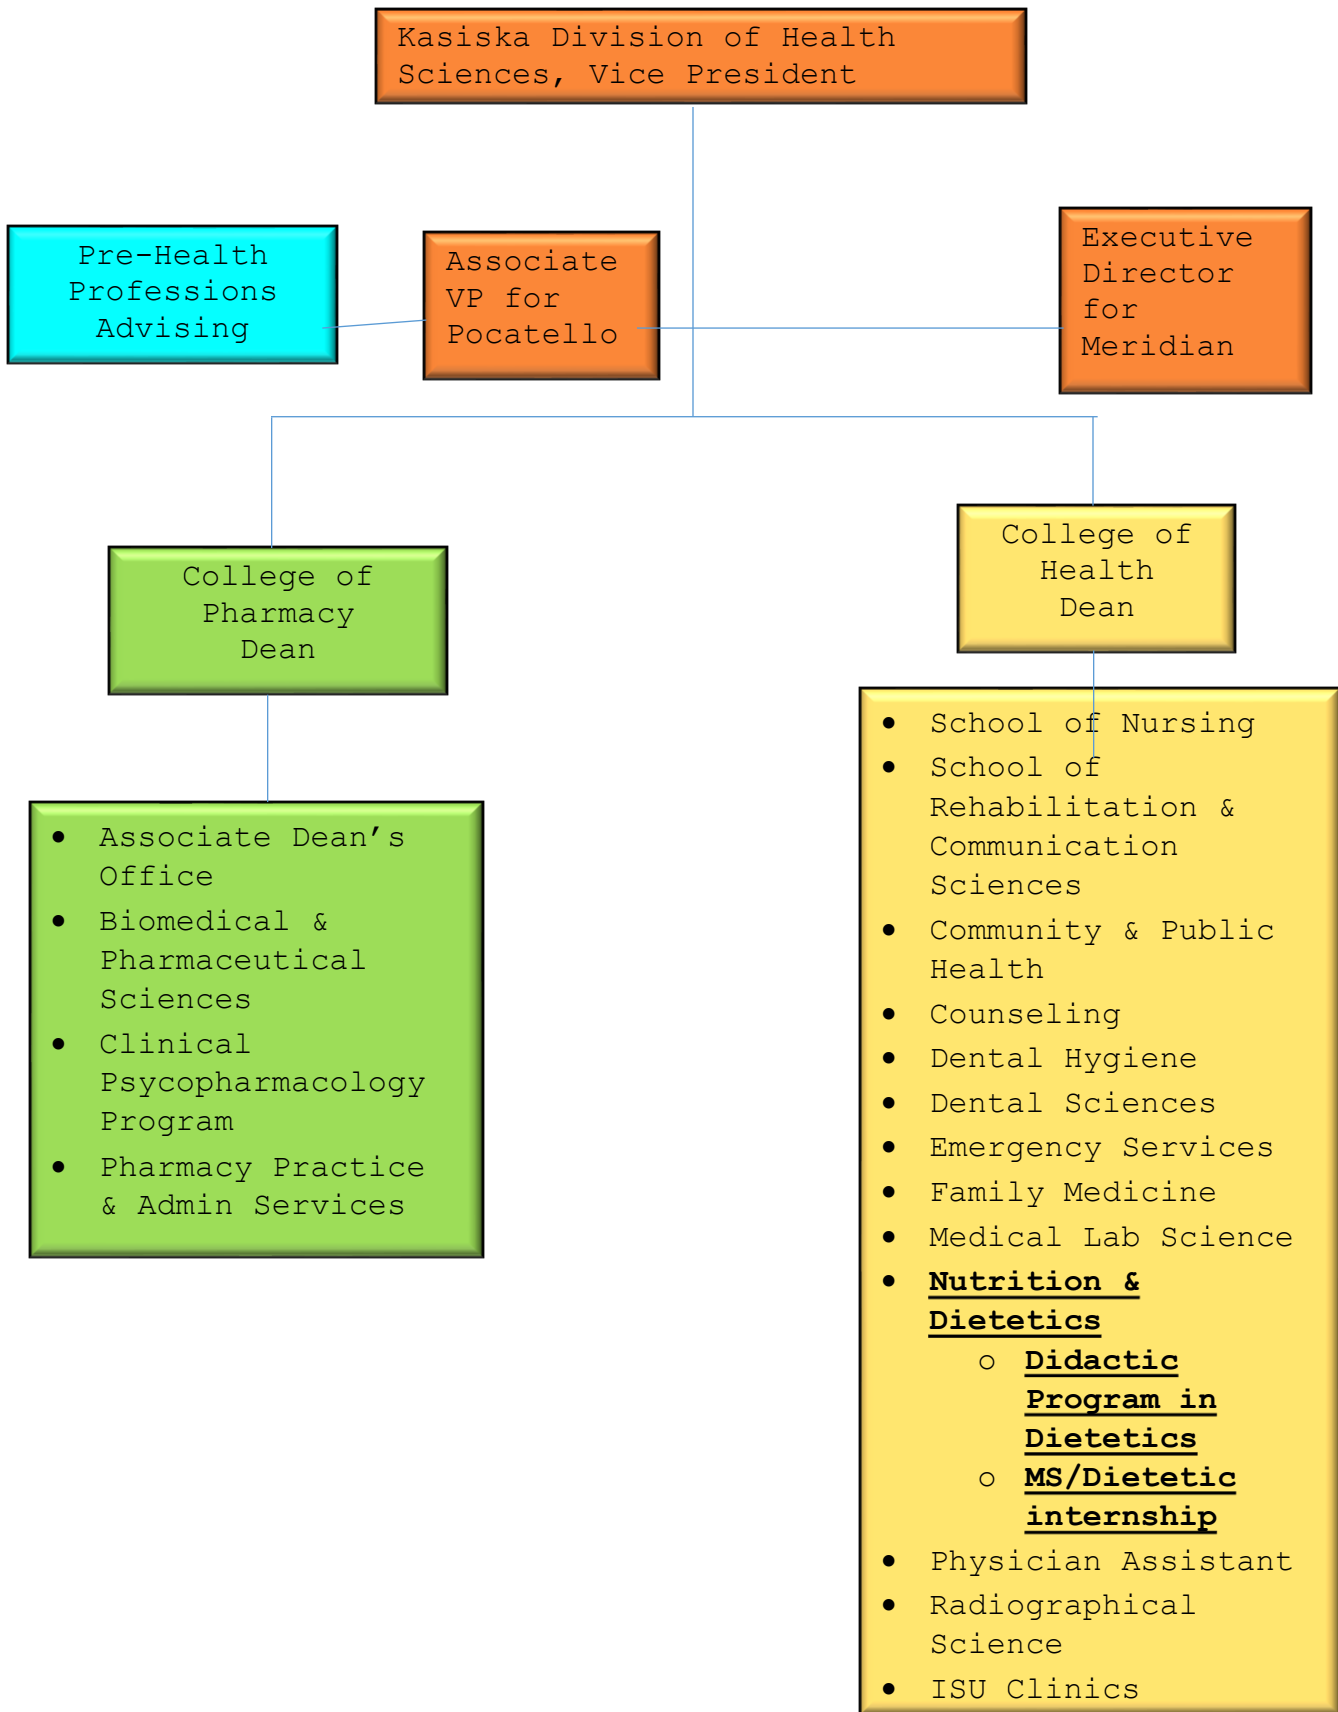 Kasiska Division of Health
Sciences, Vice President
Pre-Health
Professions
Advising
Associate
VP for
Pocatello
Executive
Director
for
Meridian
College of
Pharmacy
Dean
College of
Health
Dean
• Associate Dean’s
Office
• Biomedical &
Pharmaceutical
Sciences
• Clinical
Psycopharmacology
Program
• Pharmacy Practice
& Admin Services
• School of Nursing
• School of
Rehabilitation &
Communication
Sciences
• Community & Public
Health
• Counseling
• Dental Hygiene
• Dental Sciences
• Emergency Services
• Family Medicine
• Medical Lab Science
• Nutrition &
Dietetics
o Didactic
Program in
Dietetics
o MS/Dietetic
internship
• Physician Assistant
• Radiographical
Science
• ISU Clinics